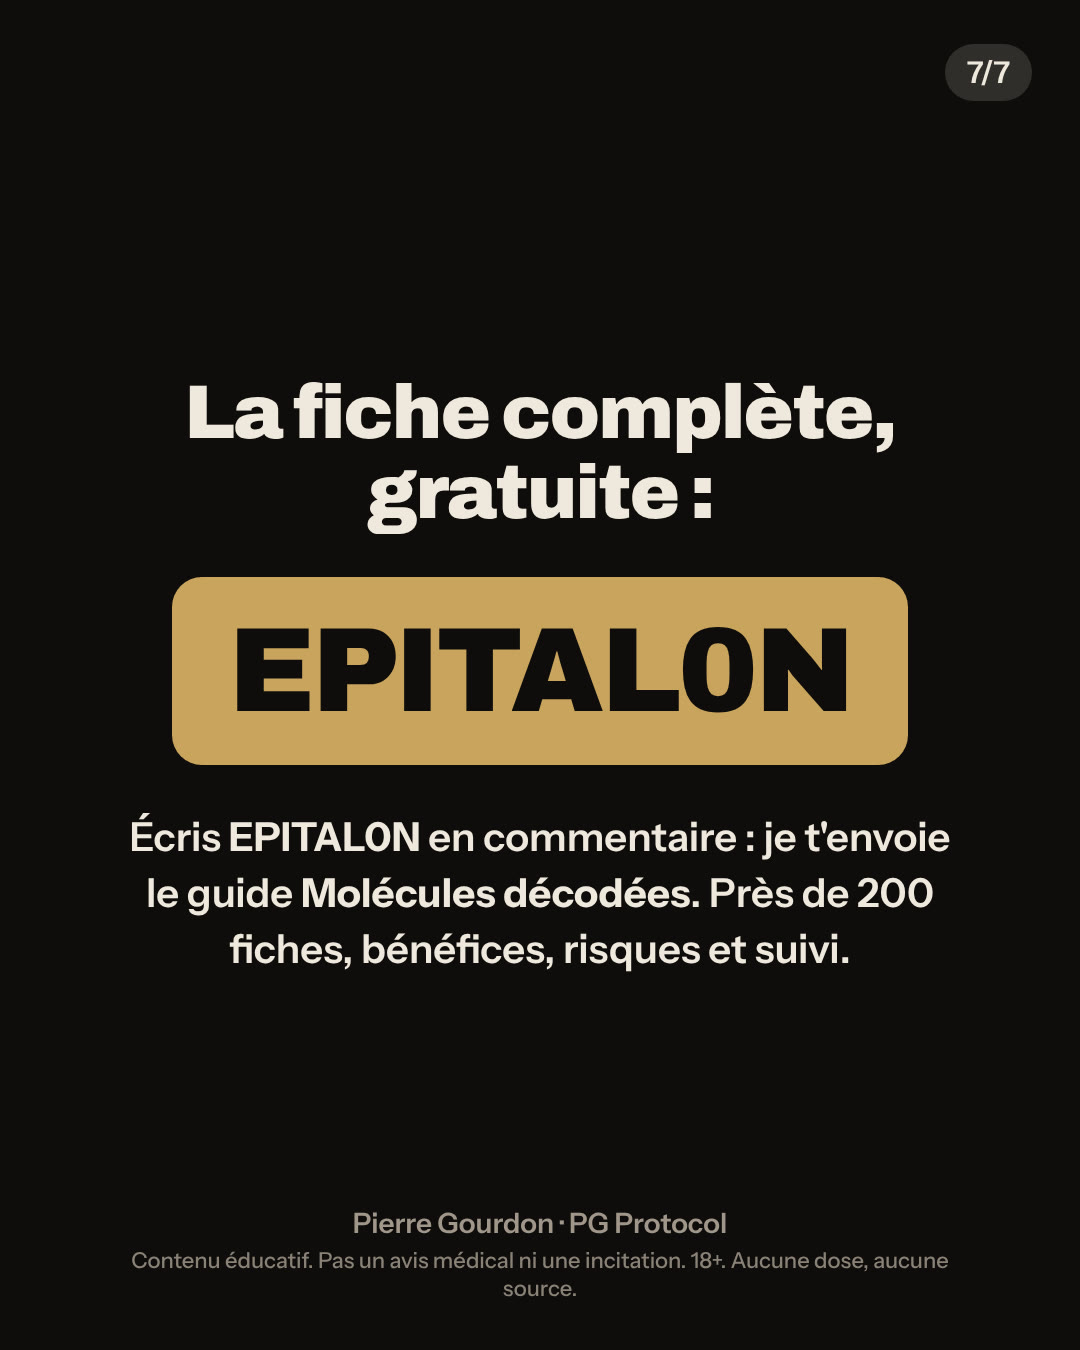 7/7
La fiche complète,
gratuite :
EPITAL0N
Écris EPITAL0N en commentaire : je t'envoie
le guide Molécules décodées. Près de 200
fiches, bénéfices, risques et suivi.
Pierre Gourdon · PG Protocol
Contenu éducatif. Pas un avis médical ni une incitation. 18+. Aucune dose, aucune
source.